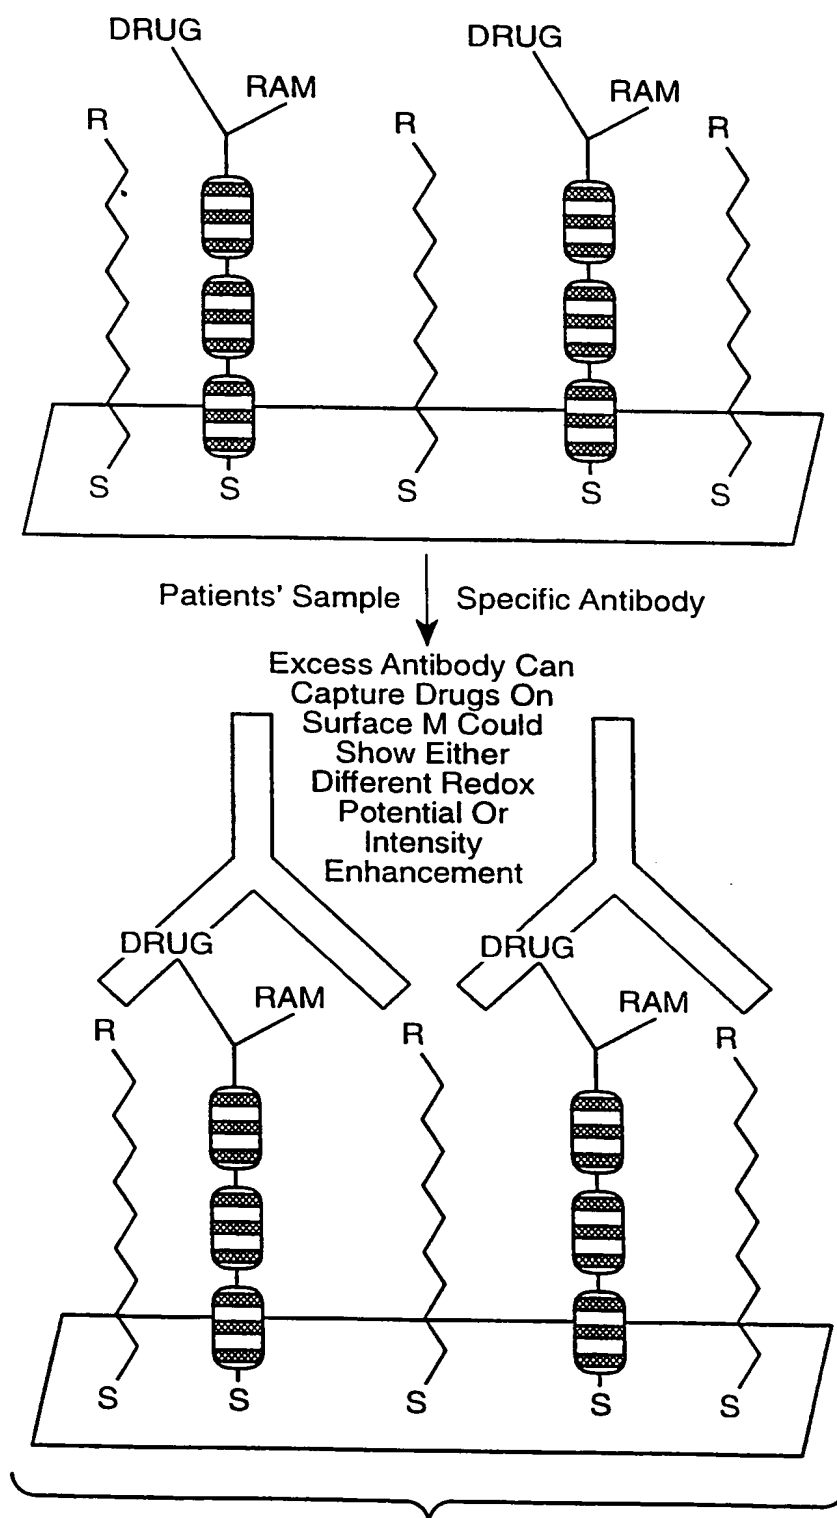 DRUG
DRUG
RAM
RAM
R
R
R
S
S
S
S
S
Patients' Sample
Specific Antibody
Excess Antibody Can
Capture Drugs On
Surface M Could
Show Either
Different Redox
Potential Or
Intensity
Enhancement
DRUG
DRUG
RAM
RAM
R
R
R
S
S
S
S
S